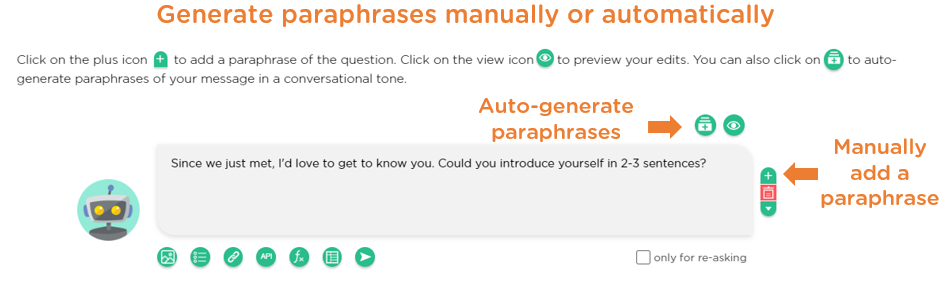 Generate paraphrases manually or automatically
Click on the plus icon + to add a paraphrase of the question. Click on the view icon to preview your edits. You can also click on to auto-
generate paraphrases of your message in a conversational tone.
Auto-generate
paraphrases
Since we just met, I'd love to get to know you. Could you introduce yourself in 2-3 sentences?
Manually
add a
paraphrase
API
fx
only for re-asking